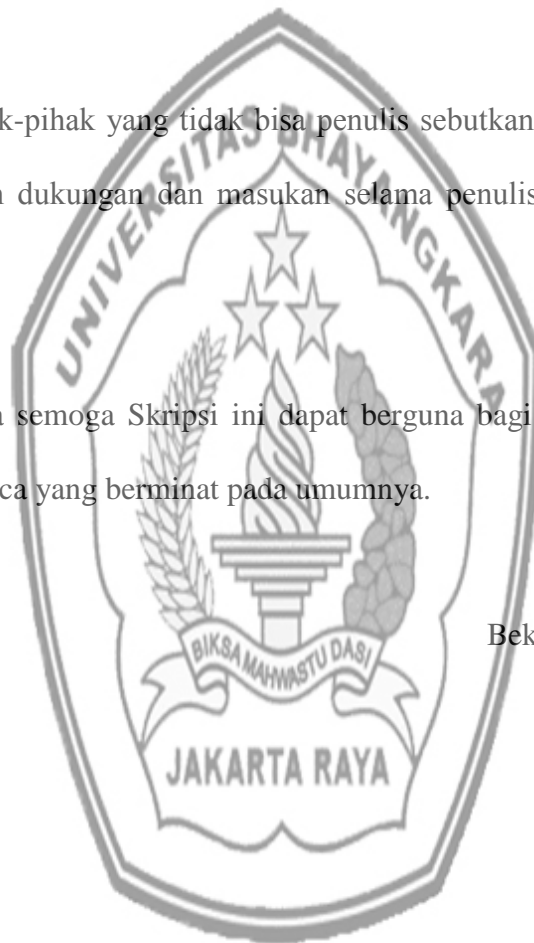 k-pihak yang tidak bisa penulis sebutkan
UNIVERSITAS BHAYANGKARA
dukungan dan masukan selama penulis
semoga Skripsi ini dapat berguna bagi
ca yang berminat pada umumnya.
Bek
BIKSA MAHWASTU DASI
JAKARTA RAYA